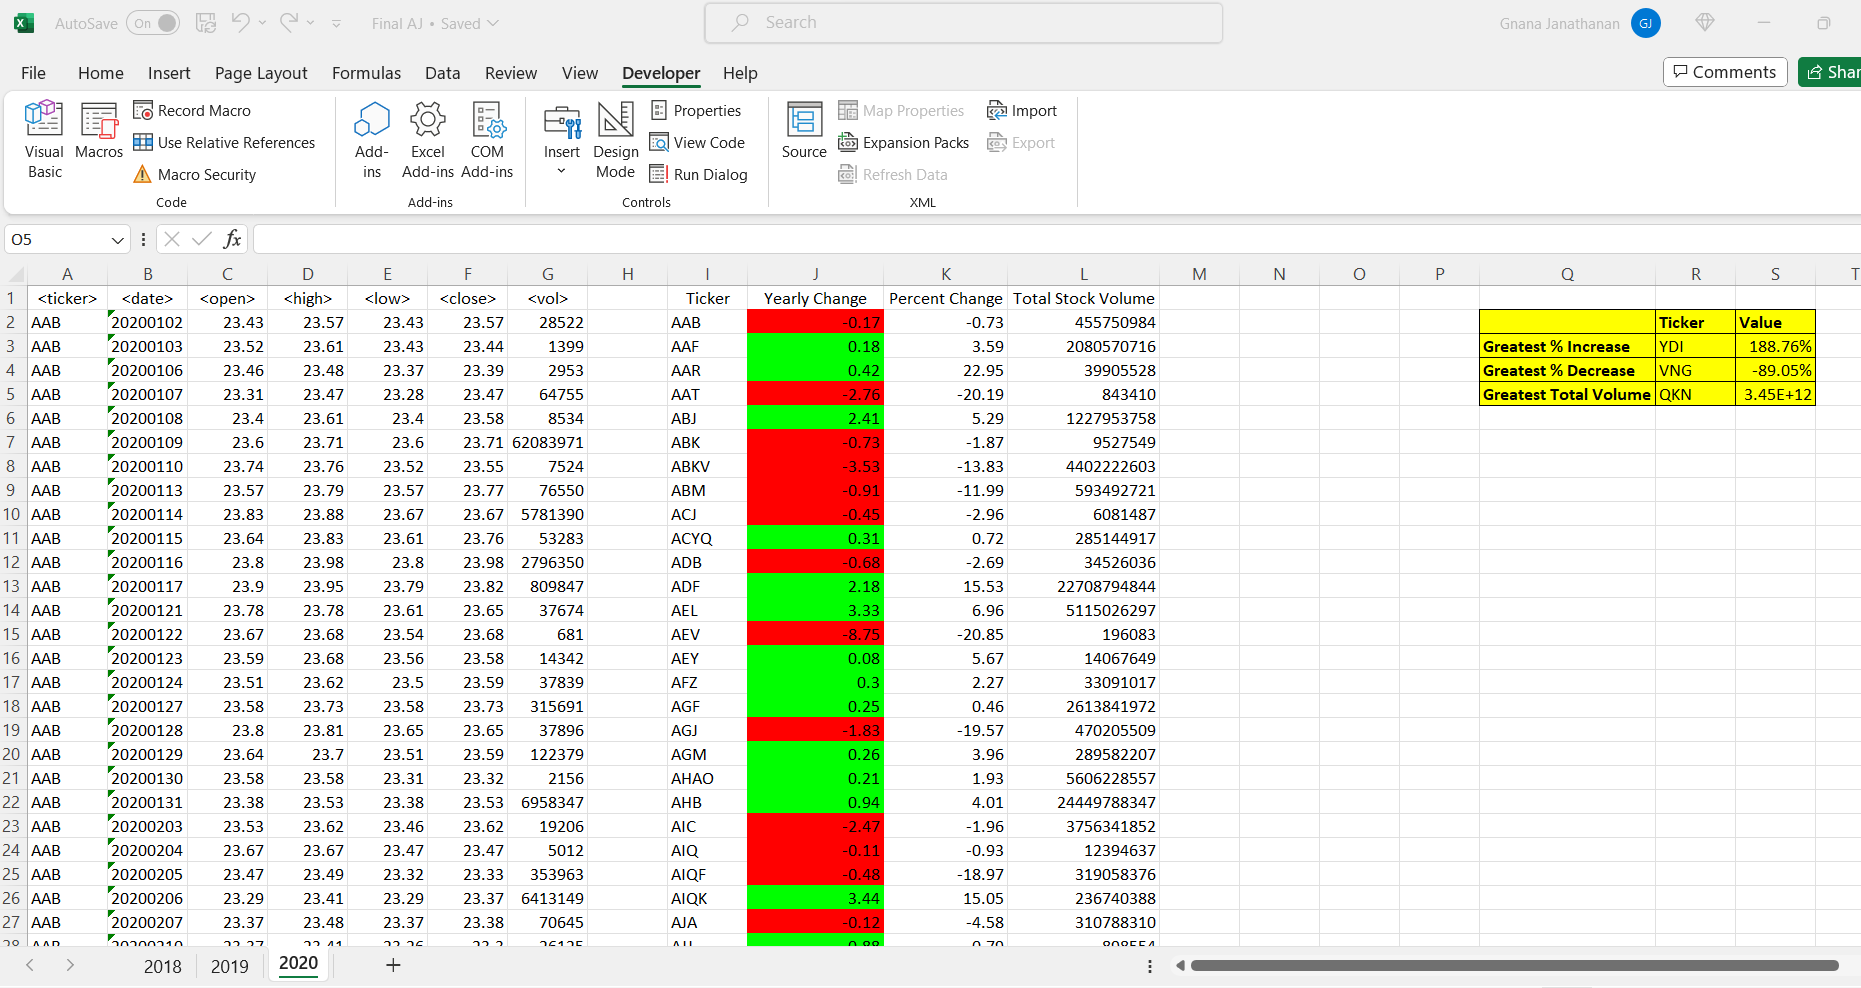 AutoSave On Final AJ • Saved Search Gnana Janathanan GJ
File Home Insert Page Layout Formulas Data Review View Developer Help Comments
Visual Basic Macros Record Macro Use Relative References Macro Security Code
Add-ins Excel Add-ins COM Add-ins Add-ins
Insert Design Mode Properties View Code Run Dialog Controls
Source Map Properties Expansion Packs Refresh Data Import Export XML
O5 fx
A B C D E F G H I J K L M N O P Q R S T
1 <ticker> <date> <open> <high> <low> <close> <vol> Ticker Yearly Change Percent Change Total Stock Volume
2 AAB 20200102 23.43 23.57 23.43 23.57 28522 AAB -0.17 -0.73 455750984 Ticker Value
3 AAB 20200103 23.52 23.61 23.43 23.44 1399 AAF 0.18 3.59 2080570716 Greatest % Increase YDI 188.76%
4 AAB 20200106 23.46 23.48 23.37 23.39 2953 AAR 0.42 22.95 39905528 Greatest % Decrease VNG -89.05%
5 AAB 20200107 23.31 23.47 23.28 23.47 64755 AAT -2.76 -20.19 843410 Greatest Total Volume QKN 3.45E+12
6 AAB 20200108 23.4 23.61 23.4 23.58 8534 ABJ 2.41 5.29 1227953758
7 AAB 20200109 23.6 23.71 23.6 23.71 62083971 ABK -0.73 -1.87 9527549
8 AAB 20200110 23.74 23.76 23.52 23.55 7524 ABKV -3.53 -13.83 4402222603
9 AAB 20200113 23.57 23.79 23.57 23.77 76550 ABM -0.91 -11.99 593492721
10 AAB 20200114 23.83 23.88 23.67 23.67 5781390 ACJ -0.45 -2.96 6081487
11 AAB 20200115 23.64 23.83 23.61 23.76 53283 ACYQ 0.31 0.72 285144917
12 AAB 20200116 23.8 23.98 23.8 23.98 2796350 ADB -0.68 -2.69 34526036
13 AAB 20200117 23.9 23.95 23.79 23.82 809847 ADF 2.18 15.53 22708794844
14 AAB 20200121 23.78 23.78 23.61 23.65 37674 AEL 3.33 6.96 5115026297
15 AAB 20200122 23.67 23.68 23.54 23.68 681 AEV -8.75 -20.85 196083
16 AAB 20200123 23.59 23.68 23.56 23.58 14342 AEY 0.08 5.67 14067649
17 AAB 20200124 23.51 23.62 23.5 23.59 37839 AFZ 0.3 2.27 33091017
18 AAB 20200127 23.58 23.73 23.58 23.73 315691 AGF 0.25 0.46 2613841972
19 AAB 20200128 23.8 23.81 23.65 23.65 37896 AGJ -1.83 -19.57 470205509
20 AAB 20200129 23.64 23.7 23.51 23.59 122379 AGM 0.26 3.96 289582207
21 AAB 20200130 23.58 23.58 23.31 23.32 2156 AHAO 0.21 1.93 5606228557
22 AAB 20200131 23.38 23.53 23.38 23.53 6958347 AHB 0.94 4.01 24449788347
23 AAB 20200203 23.53 23.62 23.46 23.62 19206 AIC -2.47 -1.96 3756341852
24 AAB 20200204 23.67 23.67 23.47 23.47 5012 AIQ -0.11 -0.93 12394637
25 AAB 20200205 23.47 23.49 23.32 23.33 353963 AIQF -0.48 -18.97 319058376
26 AAB 20200206 23.29 23.41 23.29 23.37 6413149 AIQK 3.44 15.05 236740388
27 AAB 20200207 23.37 23.48 23.37 23.38 70645 AJA -0.12 -4.58 310788310
2018 2019 2020